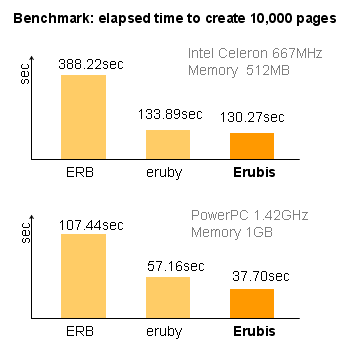 Benchmark: elapsed time to create 10,000 pages
Intel Celeron 667MHz
Memory 512MB
sec
388.22sec
133.89sec
130.27sec
ERB
eruby
Erubis
PowerPC 1.42GHz
Memory 1GB
sec
107.44sec
57.16sec
37.70sec
ERB
eruby
Erubis